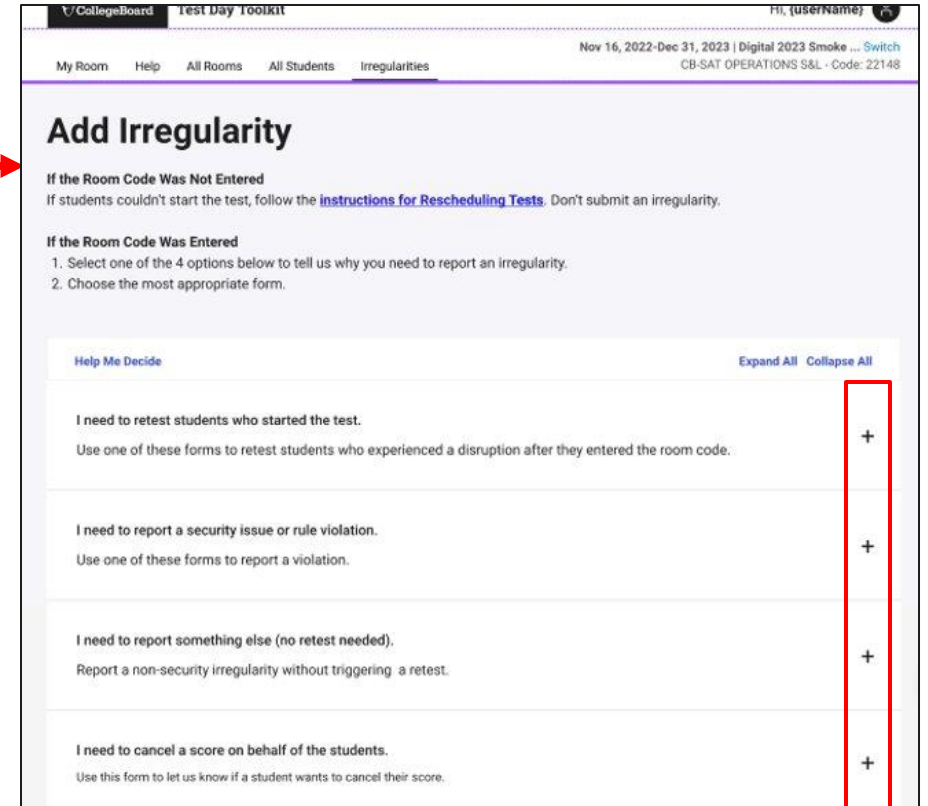 CollegeBoard Test Day Toolkit Hi, {userName}
Nov 16, 2022-Dec 31, 2023 | Digital 2023 Smoke ... Switch
My Room Help All Rooms All Students Irregularities CB-SAT OPERATIONS S&L - Code: 22148
Add Irregularity
If the Room Code Was Not Entered
If students couldn't start the test, follow the instructions for Rescheduling Tests. Don't submit an irregularity.
If the Room Code Was Entered
1. Select one of the 4 options below to tell us why you need to report an irregularity.
2. Choose the most appropriate form.
Help Me Decide Expand All Collapse All
I need to retest students who started the test.
Use one of these forms to retest students who experienced a disruption after they entered the room code.
I need to report a security issue or rule violation.
Use one of these forms to report a violation.
I need to report something else (no retest needed).
Report a non-security irregularity without triggering a retest.
I need to cancel a score on behalf of the students.
Use this form to let us know if a student wants to cancel their score.